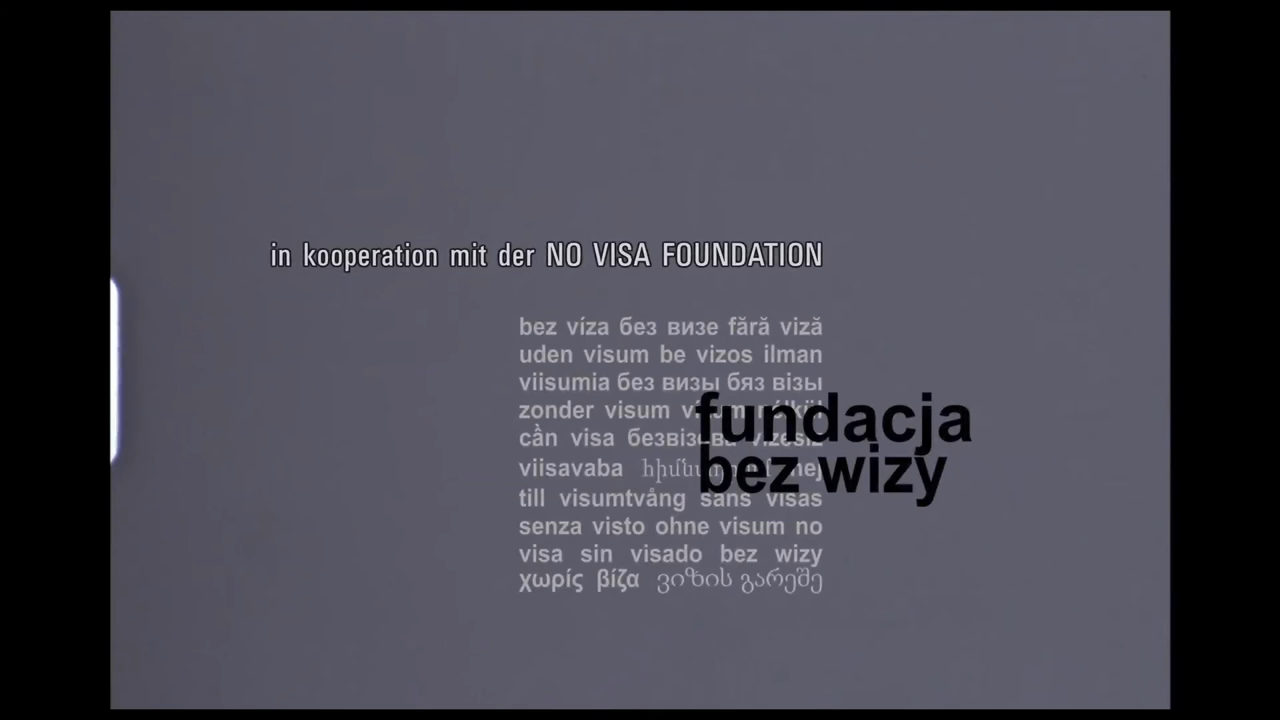 in kooperation mit der NO VISA FOUNDATION
bez víza без визе fără viză
uden visum be vizos ilman
viisumia без визы бяз візы
zonder visum
fundacja
cần visa
bez wizy
viisavaba nej
till visumtvång sans visas
senza visto ohne visum no
visa sin visado bez wizy
χωρίς βίζα ვიზის გარეშე